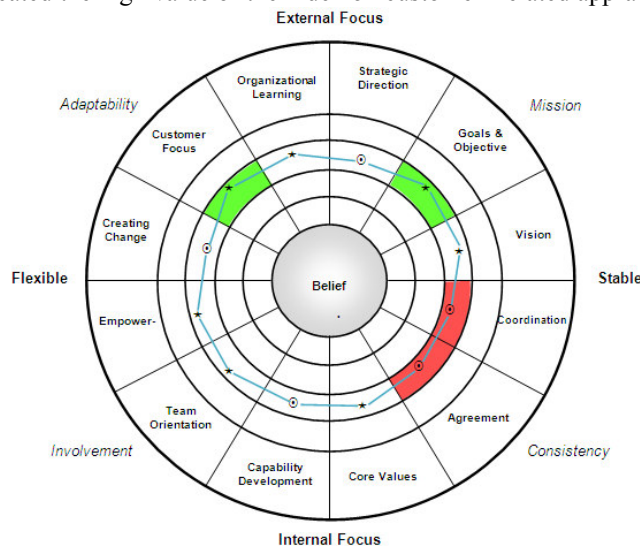 External Focus
Organizational
Learning
Strategic
Direction
Adaptability
Mission
Customer
Focus
Goals &
Objective
Creating
Change
Vision
Flexible
Belief
Stable
Empower-
Coordination
Team
Orientation
Agreement
Involvement
Consistency
Capability
Development
Core Values
Internal Focus